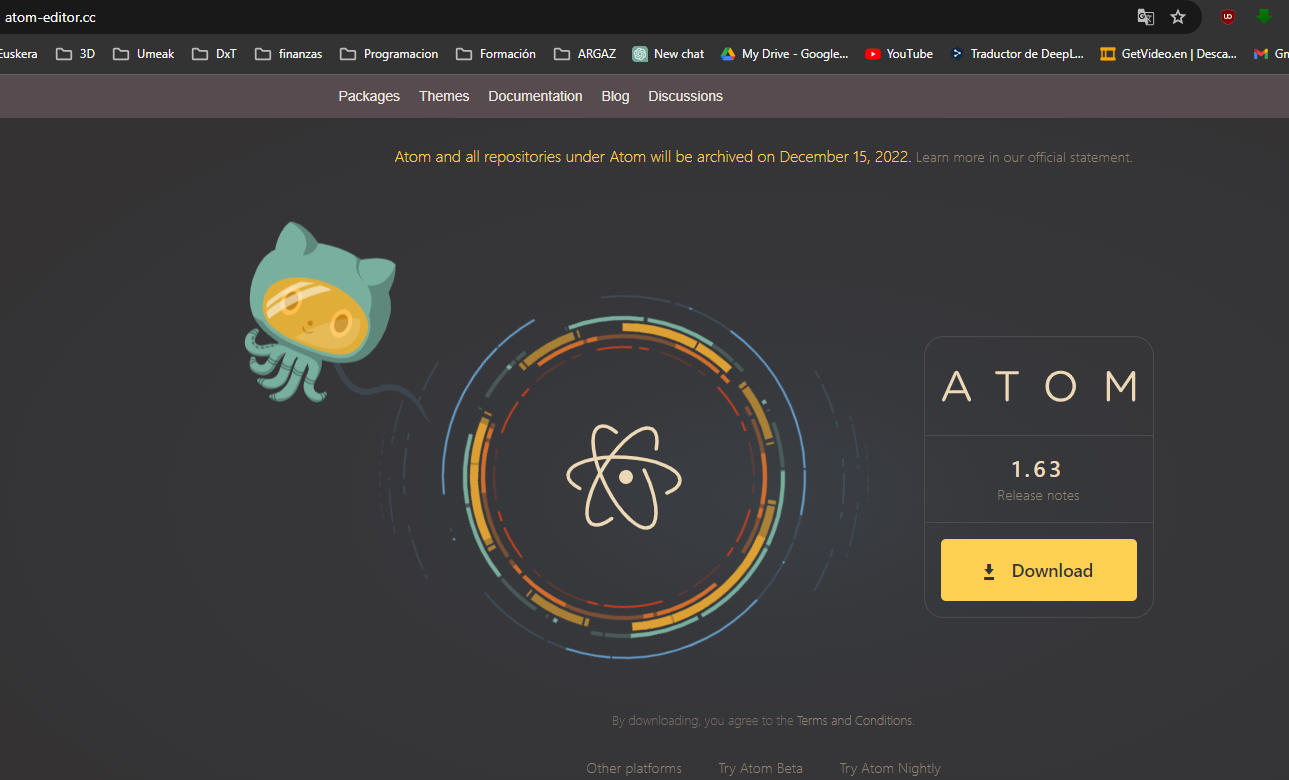 atom-editor.cc
Euskera 3D Umeak DxT finanzas Programacion Formación ARGAZ New chat My Drive - Google... YouTube Traductor de DeepL... GetVideo.en | Desca... Gm
Packages Themes Documentation Blog Discussions
Atom and all repositories under Atom will be archived on December 15, 2022. Learn more in our official statement.
ATOM
1.63
Release notes
Download
By downloading, you agree to the Terms and Conditions.
Other platforms Try Atom Beta Try Atom Nightly